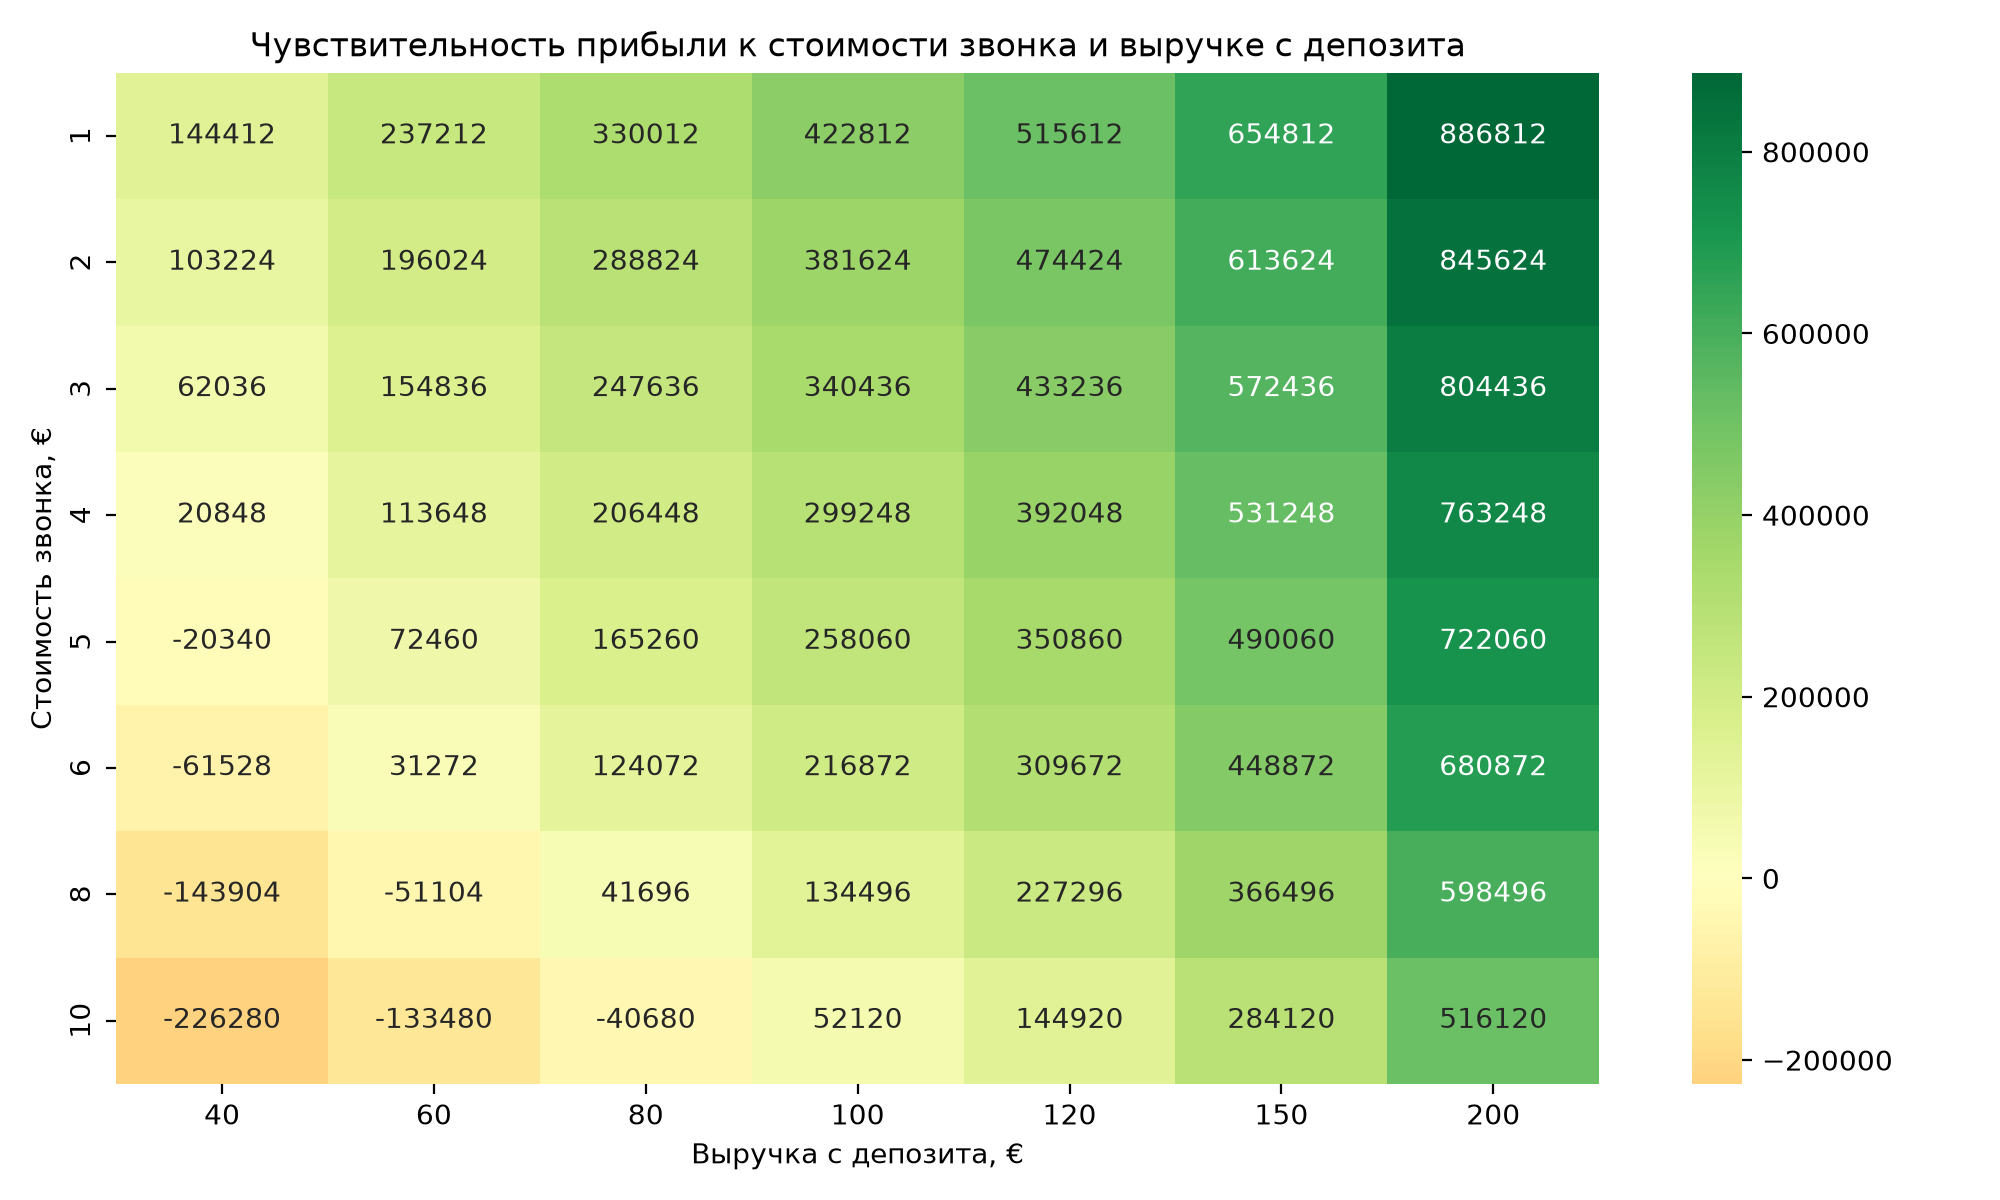 Чувствительность прибыли к стоимости звонка и выручке с депозита
Стоимость звонка, €
1 144412 237212 330012 422812 515612 654812 886812
2 103224 196024 288824 381624 474424 613624 845624
3 62036 154836 247636 340436 433236 572436 804436
4 20848 113648 206448 299248 392048 531248 763248
5 -20340 72460 165260 258060 350860 490060 722060
6 -61528 31272 124072 216872 309672 448872 680872
8 -143904 -51104 41696 134496 227296 366496 598496
10 -226280 -133480 -40680 52120 144920 284120 516120
40 60 80 100 120 150 200
Выручка с депозита, €
800000
600000
400000
200000
0
−200000